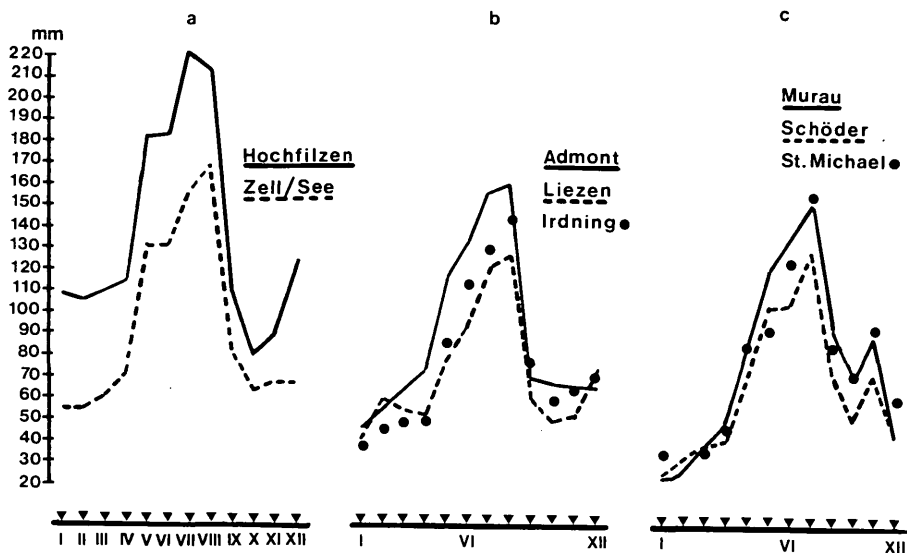 a
b
c
mm
220
210
200
190
180
170
160
150
140
130
120
110
100
90
80
70
60
50
40
30
20
Hochfilzen
Zell/See
Admont
Liezen
Irdning
Murau
Schöder
St. Michael
I II III IV V VI VII VIII IX X XI XII
I VI XII
I VI XII